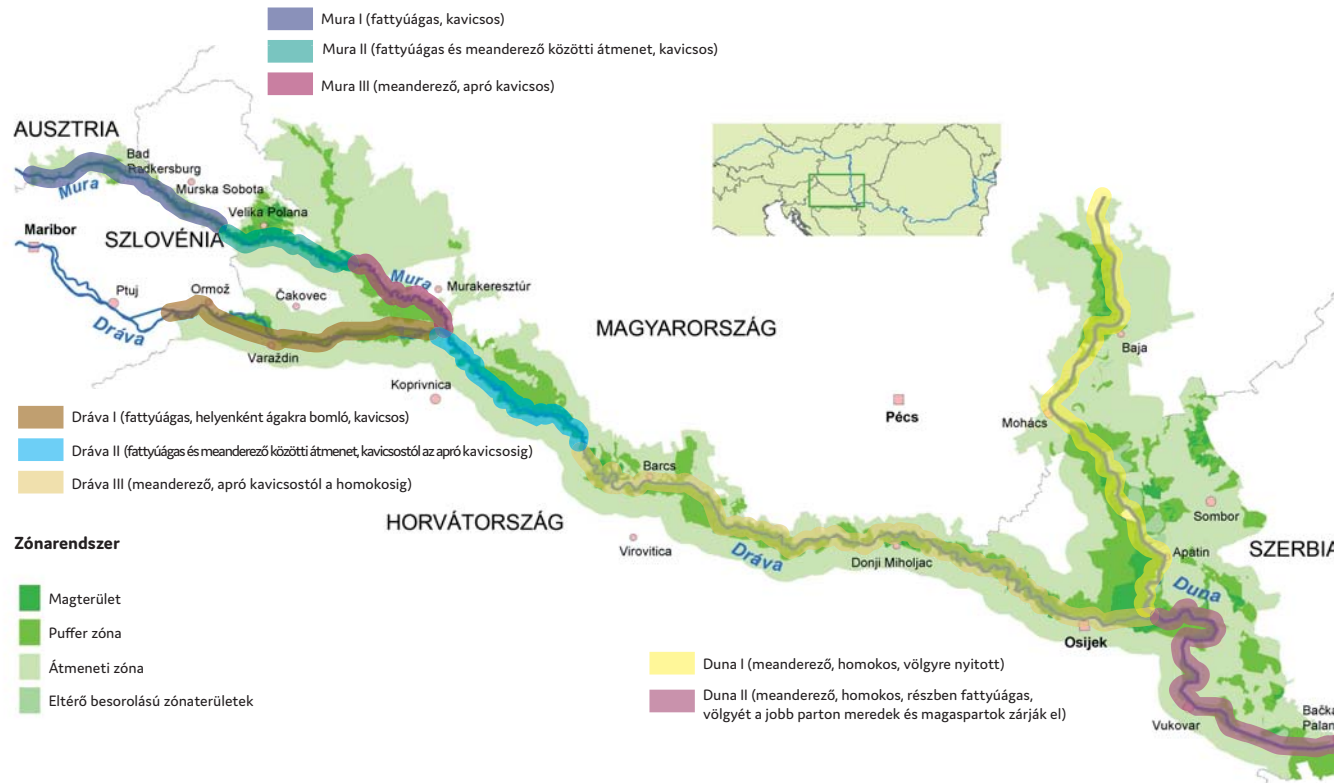 Mura I (fattyúágas, kavicsos)
Mura II (fattyúágas és meanderező közötti átmenet, kavicsos)
Mura III (meanderező, apró kavicsos)
AUSZTRIA
Bad
Radkersburg
Mura
Murska Sobota
Velika Polana
Maribor
SZLOVÉNIA
Mura
Murakeresztúr
Ptuj
Ormož
Čakovec
Dráva
Varaždin
MAGYARORSZÁG
Baja
Koprivnica
Pécs
Mohács
Dráva I (fattyúágas, helyenként ágakra bomló, kavicsos)
Dráva II (fattyúágas és meanderező közötti átmenet, kavicsostól az apró kavicsosig)
Dráva III (meanderező, apró kavicsostól a homokosig)
Barcs
HORVÁTORSZÁG
Virovitica
Dráva
Donji Miholjac
Sombor
Apatin
SZERBIA
Duna
Osijek
Zónarendszer
Magterület
Puffer zóna
Átmeneti zóna
Eltérő besorolású zónaterületek
Duna I (meanderező, homokos, völgyre nyitott)
Duna II (meanderező, homokos, részben fattyúágas,
völgyét a jobb parton meredek és magaspartok zárják el)
Vukovar
Bačka
Palan